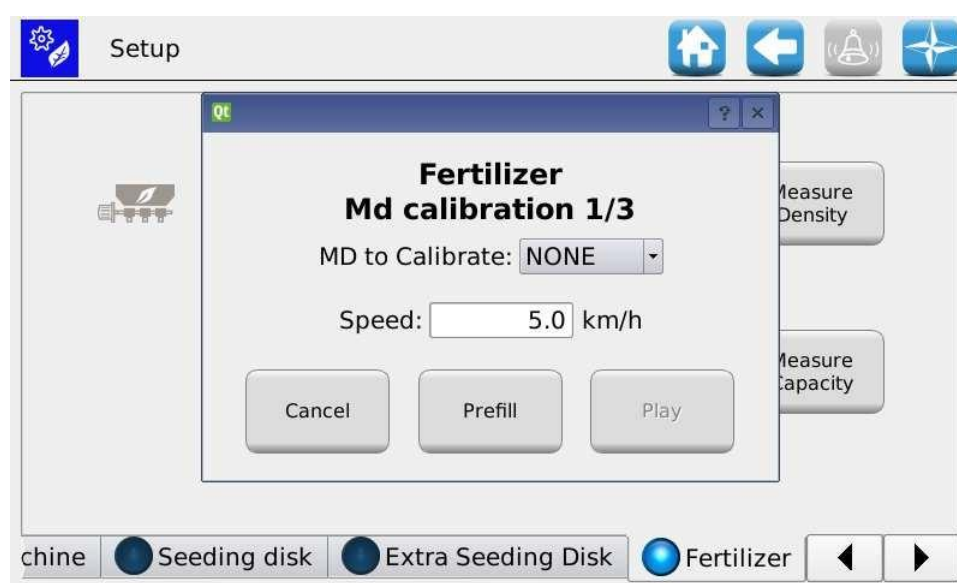 Setup
Qt
? ×
Fertilizer
Md calibration 1/3
MD to Calibrate: NONE
Speed: 5.0 km/h
Cancel
Prefill
Play
Measure
Density
Measure
Capacity
chine
Seeding disk
Extra Seeding Disk
Fertilizer